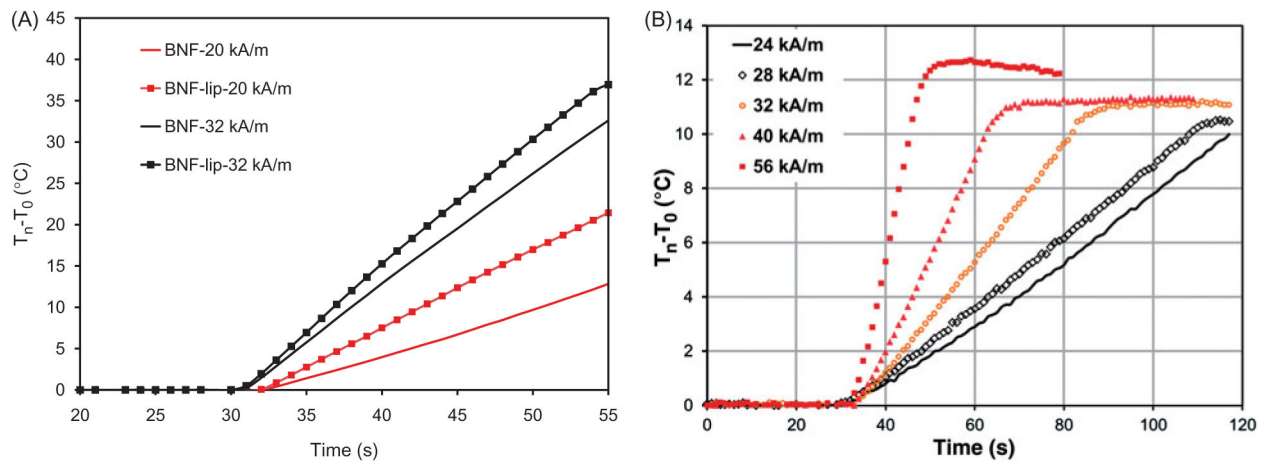 (A)
45
40
35
30
25
20
15
10
5
0
Tn-T0 (°C)
BNF-20 kA/m
BNF-lip-20 kA/m
BNF-32 kA/m
BNF-lip-32 kA/m
20 25 30 35 40 45 50 55
Time (s)
(B)
14
12
10
8
6
4
2
0
Tn-T0 (°C)
24 kA/m
28 kA/m
32 kA/m
40 kA/m
56 kA/m
0 20 40 60 80 100 120
Time (s)